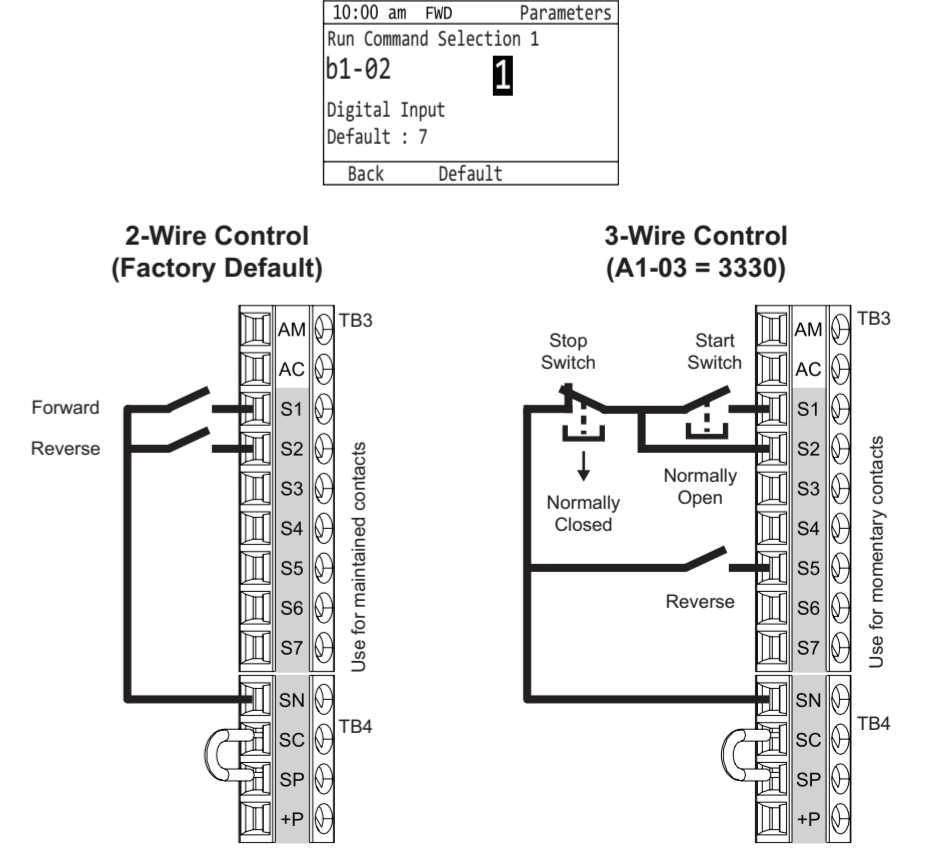 10:00 am FWD Parameters
Run Command Selection 1
b1-02 1
Digital Input
Default : 7
Back Default
2-Wire Control
(Factory Default)
AM
TB3
AC
Forward
S1
Reverse
S2
S3
S4
S5
S6
S7
Use for maintained contacts
SN
TB4
SC
SP
+P
3-Wire Control
(A1-03 = 3330)
Stop
Switch
Start
Switch
AM
TB3
AC
S1
S2
Normally
Open
S3
Normally
Closed
S4
S5
Reverse
S6
S7
Use for momentary contacts
SN
TB4
SC
SP
+P